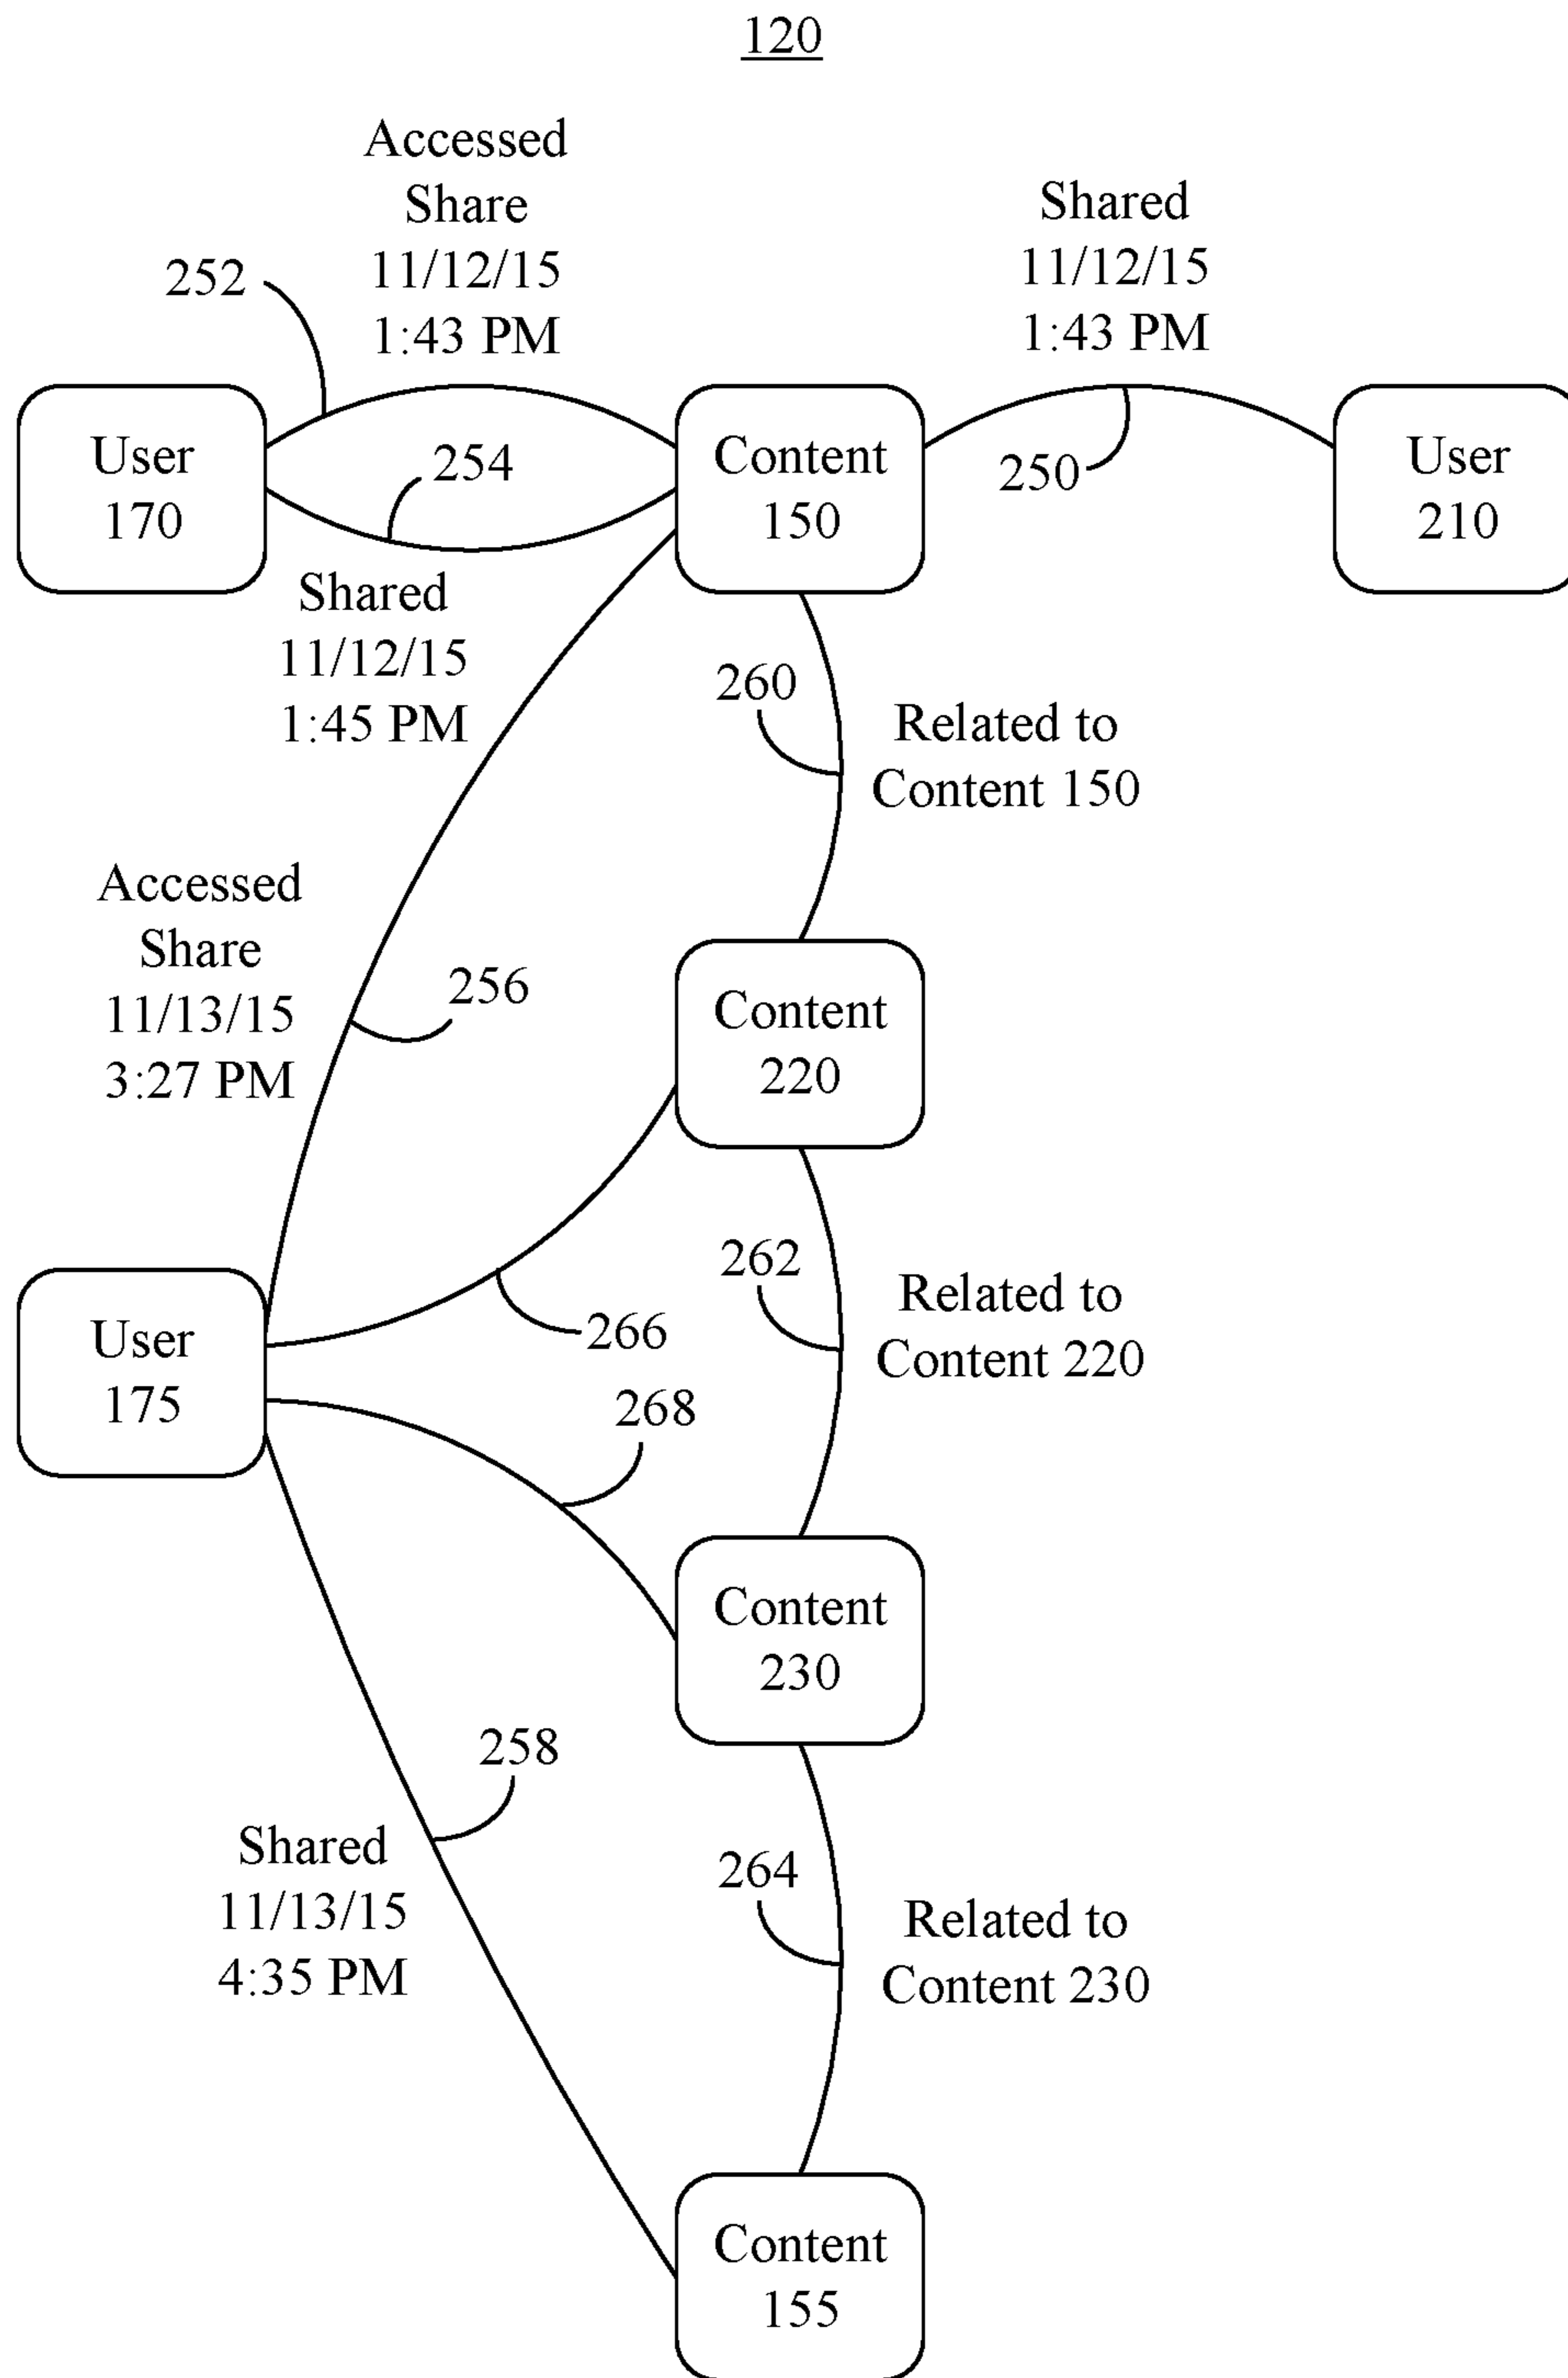 120
Accessed
Share
11/12/15
1:43 PM
Shared
11/12/15
1:43 PM
252
User
170
254
Content
150
250
User
210
Shared
11/12/15
1:45 PM
260
Related to
Content 150
Accessed
Share
11/13/15
3:27 PM
256
Content
220
262
Related to
Content 220
User
175
266
268
Content
230
258
Shared
11/13/15
4:35 PM
264
Related to
Content 230
Content
155